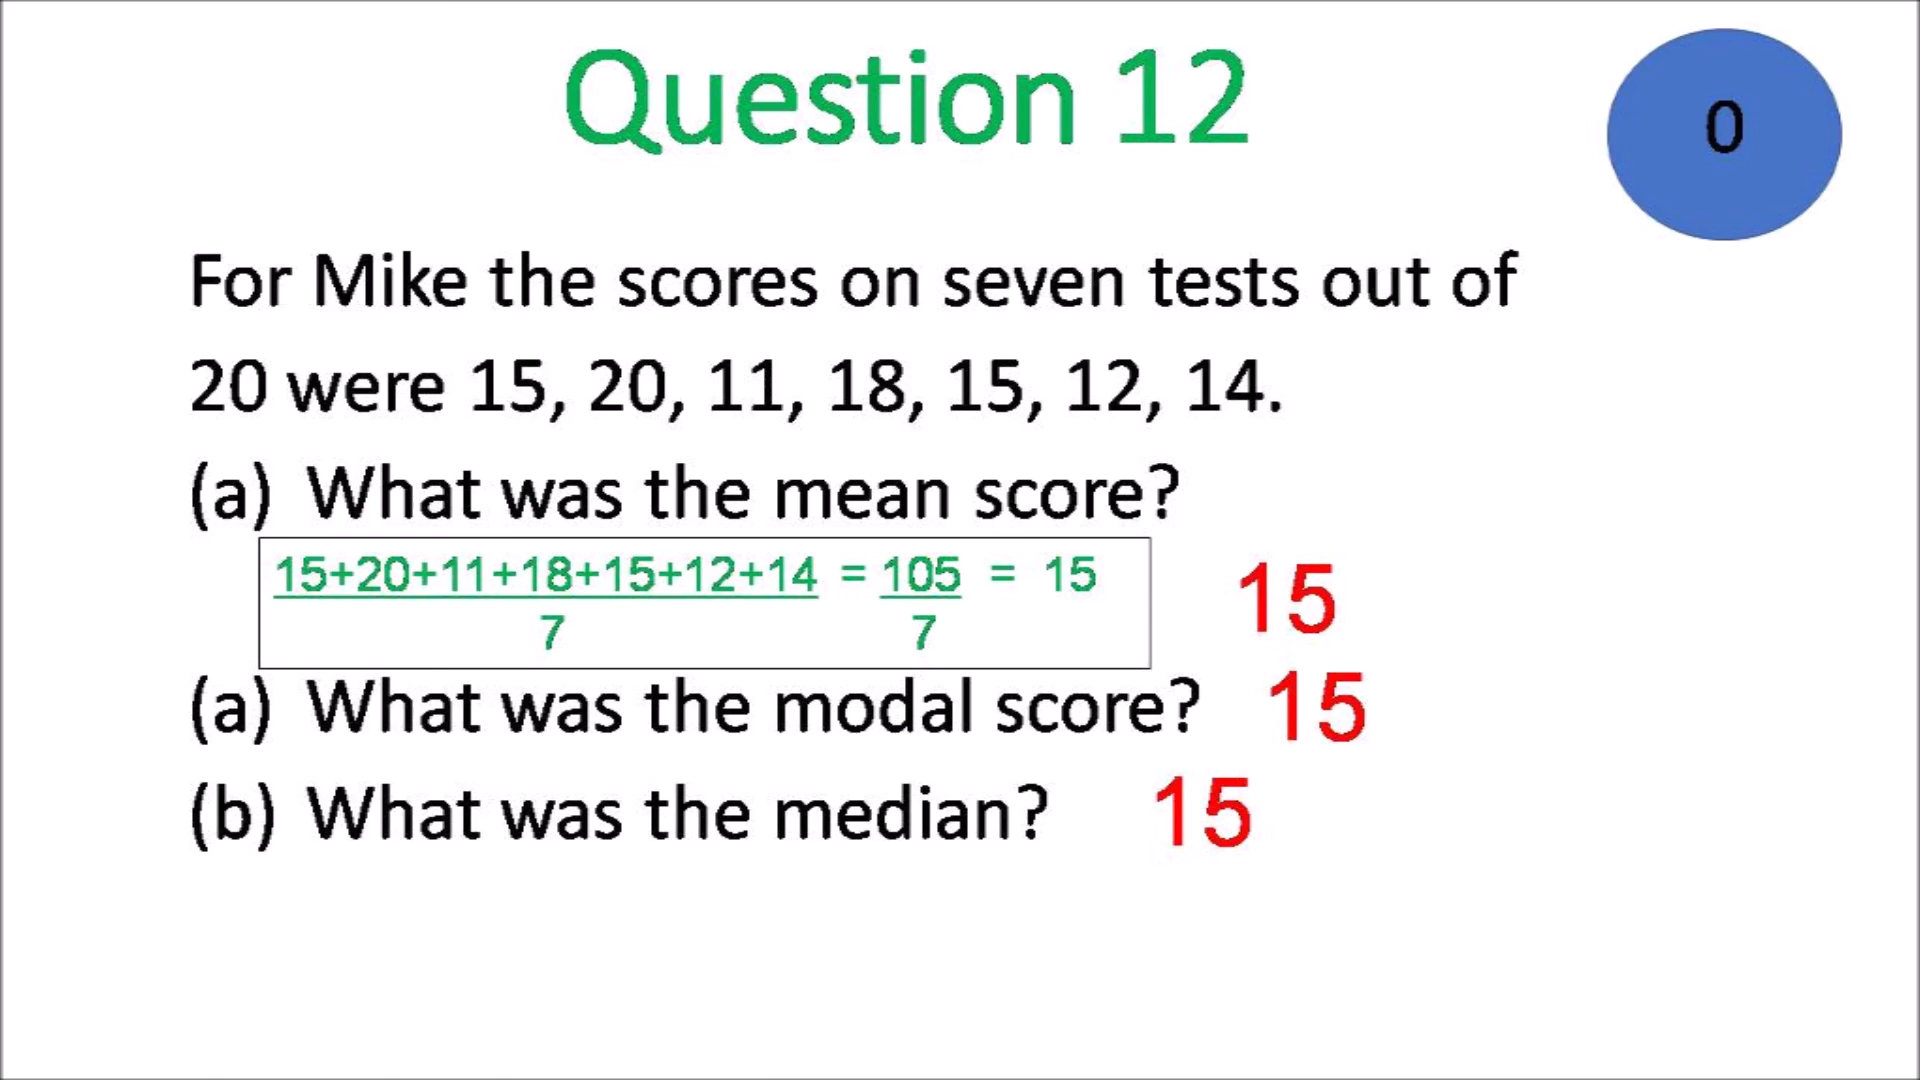 Question 12
0
For Mike the scores on seven tests out of
20 were 15, 20, 11, 18, 15, 12, 14.
(a) What was the mean score?
15+20+11+18+15+12+14 = 105 = 15
7 7
15
(a) What was the modal score? 15
(b) What was the median? 15